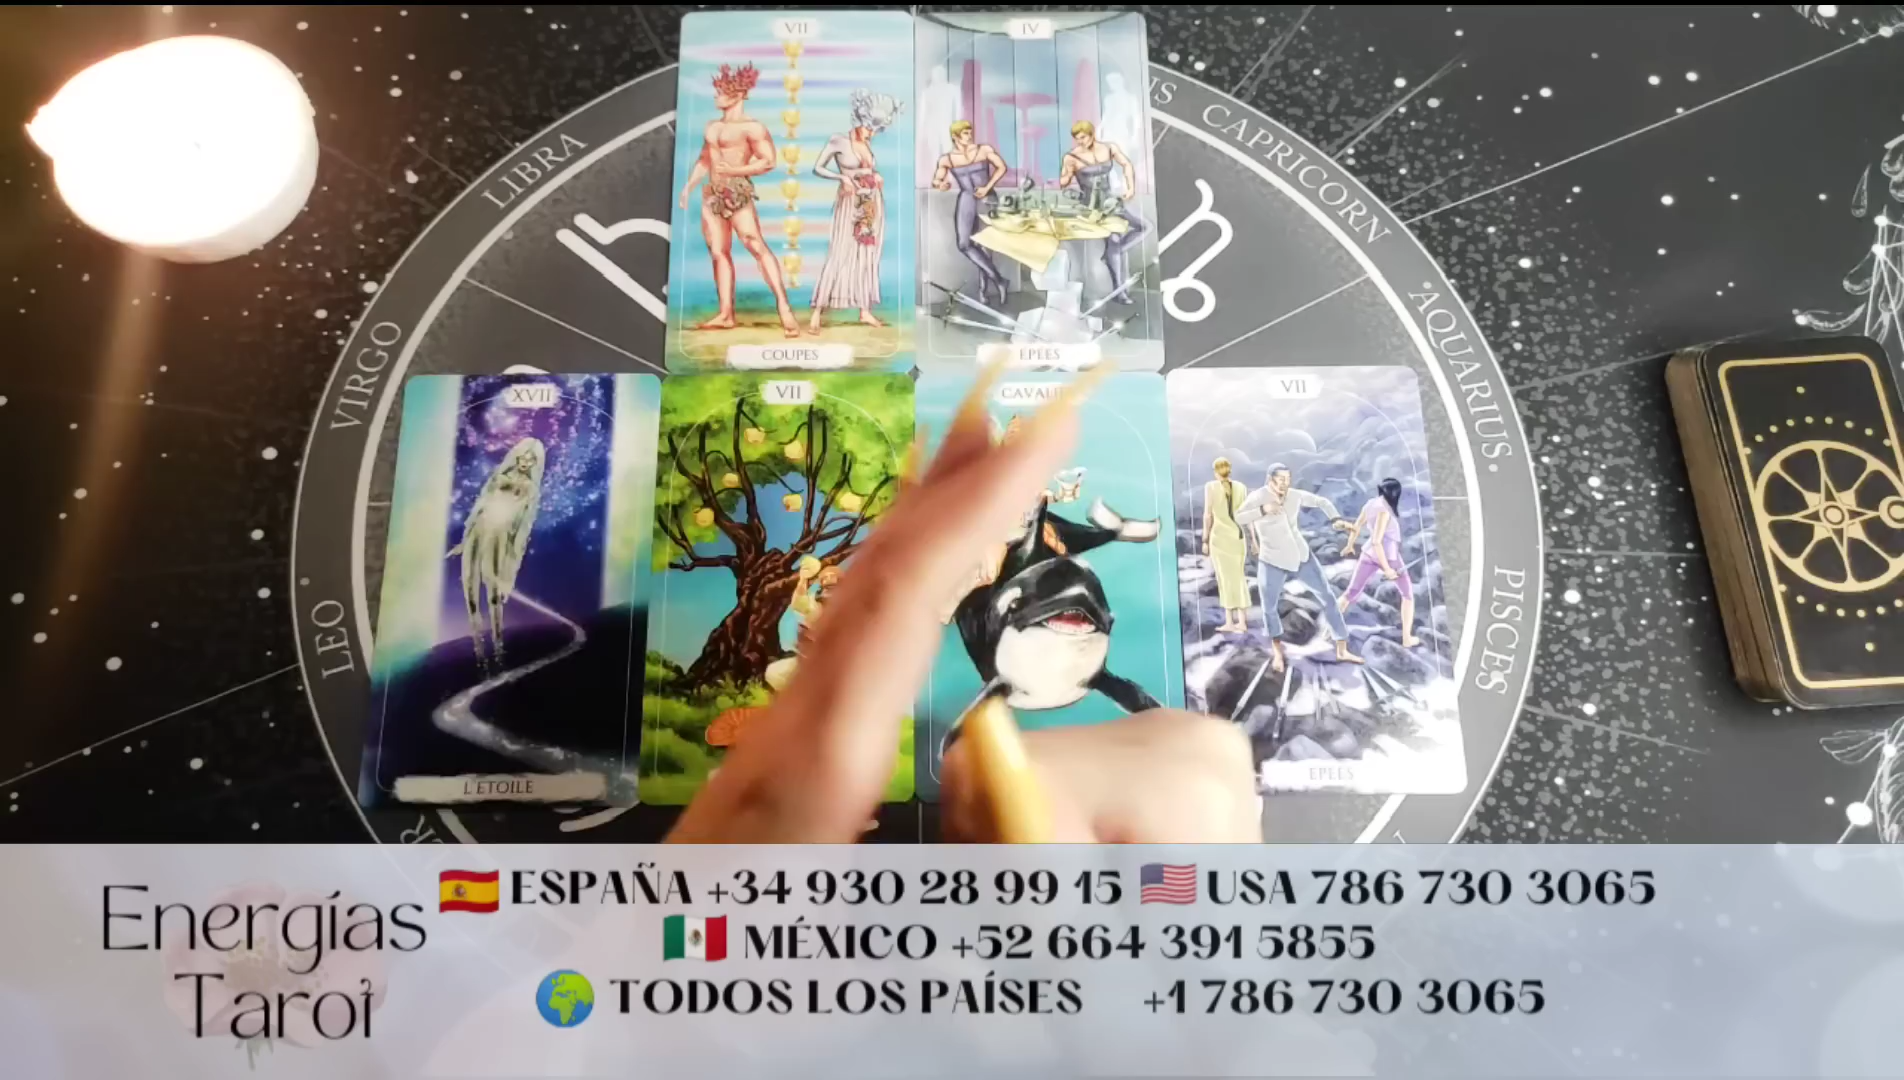 VII
IV
COUPES
EPEES
LIBRA
CAPRICORN
VIRGO
AQUARIUS
LEO
PISCES
XVII
VII
VII
L'ETOILE
EPEES
Energías
Tarot
🇪🇸 ESPAÑA +34 930 28 99 15 🇺🇸 USA 786 730 3065
🇲🇽 MÉXICO +52 664 391 5855
🌍 TODOS LOS PAÍSES +1 786 730 3065